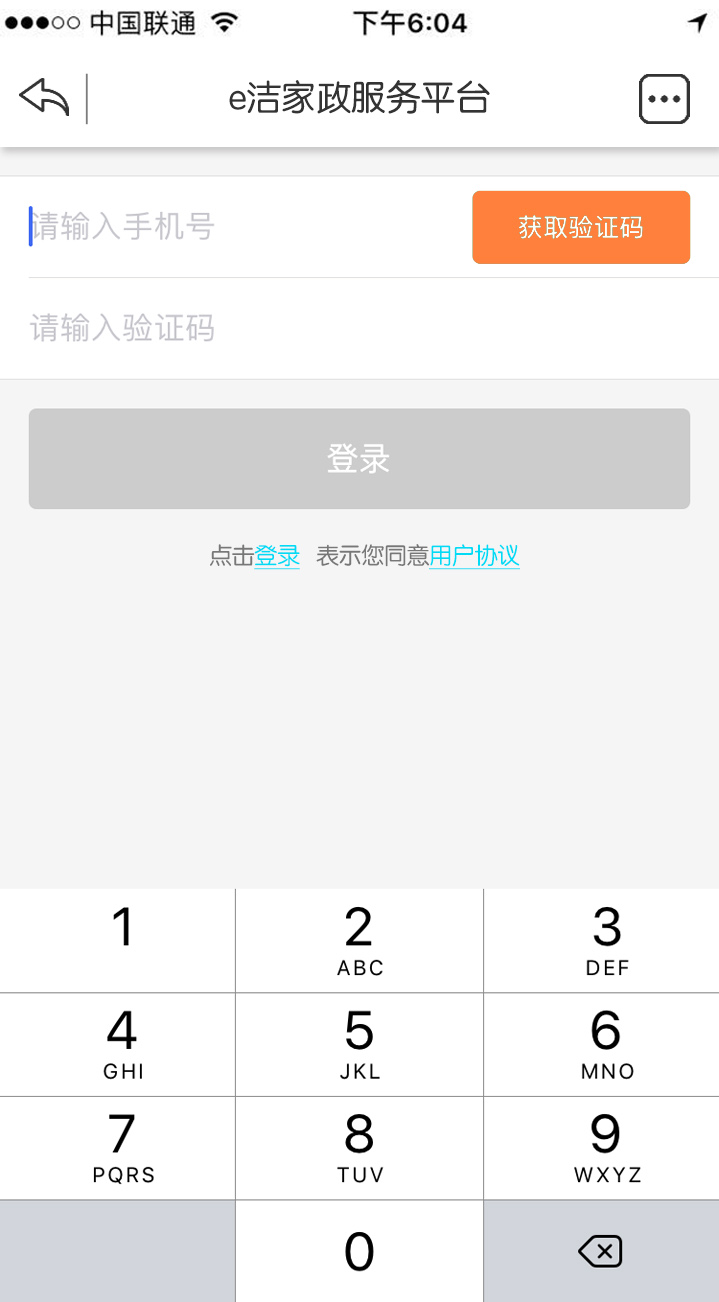 中国联通 下午6:04
e洁家政服务平台
请输入手机号 获取验证码
请输入验证码
登录
点击登录 表示您同意用户协议
1 2 3
ABC DEF
4 5 6
GHI JKL MNO
7 8 9
PQRS TUV WXYZ
0